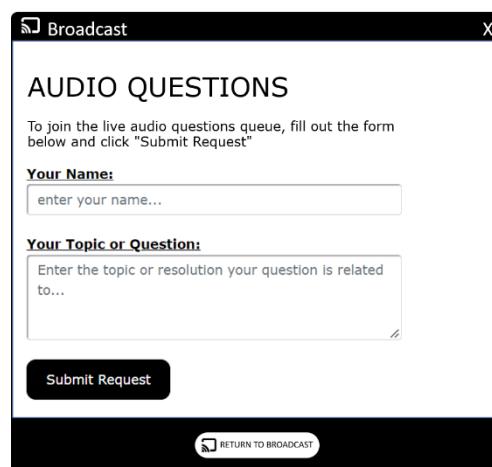 Broadcast X
AUDIO QUESTIONS
To join the live audio questions queue, fill out the form
below and click "Submit Request"
Your Name:
enter your name...
Your Topic or Question:
Enter the topic or resolution your question is related
to...
Submit Request
RETURN TO BROADCAST